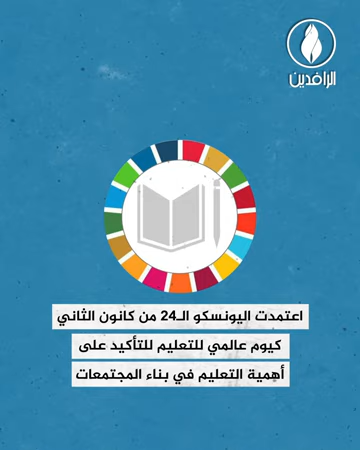 الرافدين
اعتمدت اليونسكو الـ24 من كانون الثاني
كيوم عالمي للتعليم للتأكيد على
أهمية التعليم في بناء المجتمعات